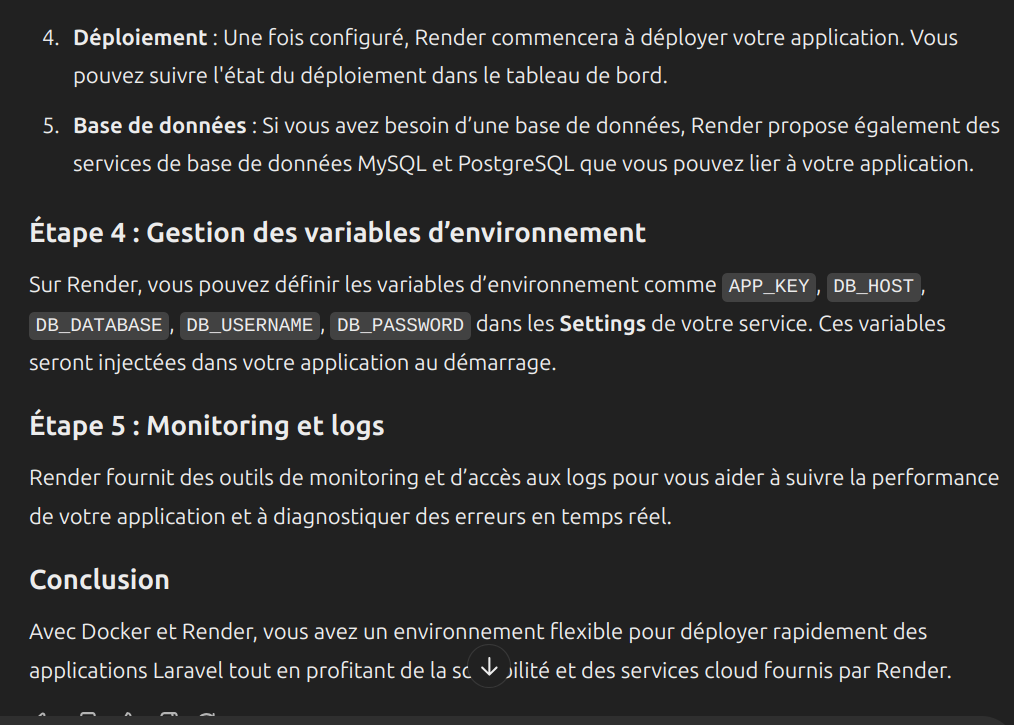 4. Déploiement : Une fois configuré, Render commencera à déployer votre application. Vous
pouvez suivre l'état du déploiement dans le tableau de bord.
5. Base de données : Si vous avez besoin d’une base de données, Render propose également des
services de base de données MySQL et PostgreSQL que vous pouvez lier à votre application.
Étape 4 : Gestion des variables d’environnement
Sur Render, vous pouvez définir les variables d’environnement comme APP_KEY, DB_HOST,
DB_DATABASE, DB_USERNAME, DB_PASSWORD dans les Settings de votre service. Ces variables
seront injectées dans votre application au démarrage.
Étape 5 : Monitoring et logs
Render fournit des outils de monitoring et d’accès aux logs pour vous aider à suivre la performance
de votre application et à diagnostiquer des erreurs en temps réel.
Conclusion
Avec Docker et Render, vous avez un environnement flexible pour déployer rapidement des
applications Laravel tout en profitant de la et des services cloud fournis par Render.